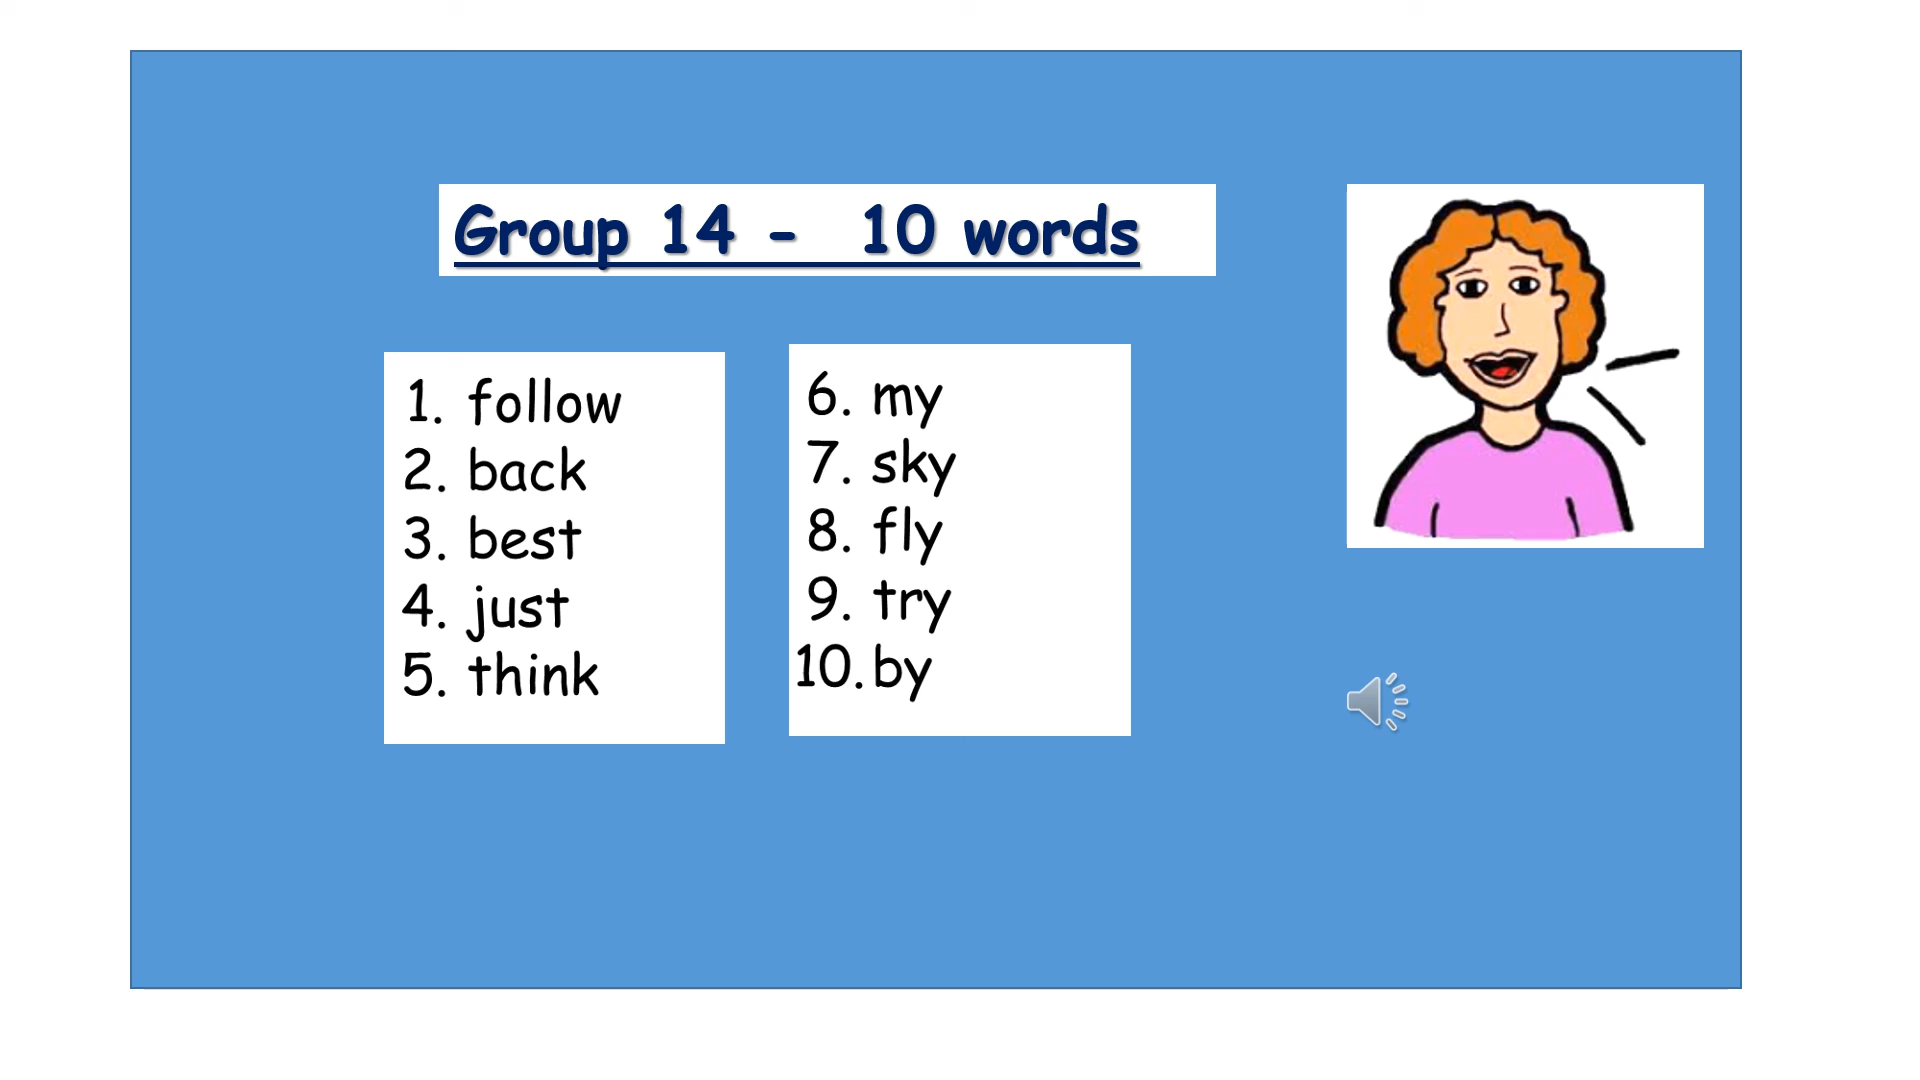 Group 14 - 10 words
1. follow
2. back
3. best
4. just
5. think
6. my
7. sky
8. fly
9. try
10. by